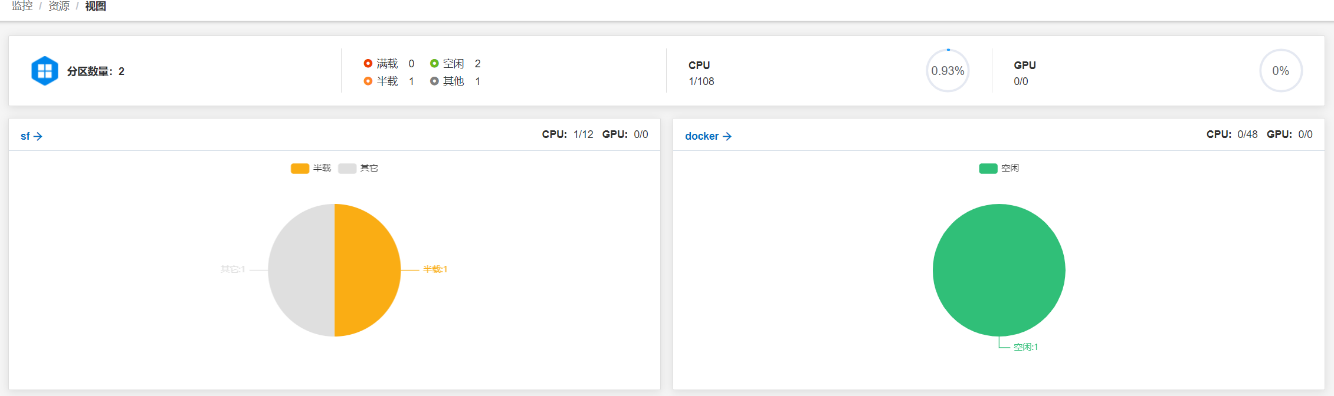 监控 / 资源 / 视图
分区数量：2
满载 0 空闲 2
半载 1 其他 1
CPU
1/108
0.93%
GPU
0/0
0%
sf → CPU: 1/12 GPU: 0/0
半载 其它
其它:1 半载:1
docker → CPU: 0/48 GPU: 0/0
空闲
空闲:1